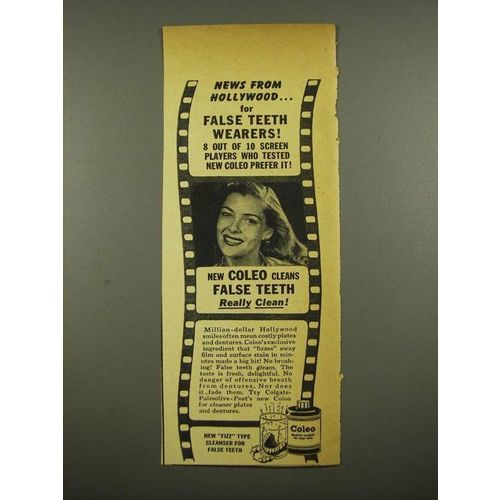 NEWS FROM
HOLLYWOOD...
for
FALSE TEETH
WEARERS!
8 OUT OF 10 SCREEN
PLAYERS WHO TESTED
NEW COLEO PREFER IT!
NEW COLEO CLEANS
FALSE TEETH
Really Clean!
Million-dollar Hollywood
smiles often mean costly plates
and dentures. Coleo's exclusive
ingredient that "fizzes" away
film and surface stain in min-
utes made a big hit! No brush-
ing! False teeth gleam. The
taste is fresh, delightful. No
danger of offensive breath
from dentures. Nor does
it fade them. Try Colgate-
Palmolive-Peet's new Coleo
for cleaner plates
and dentures.
NEW "FIZZ" TYPE
CLEANSER FOR
FALSE TEETH
Coleo